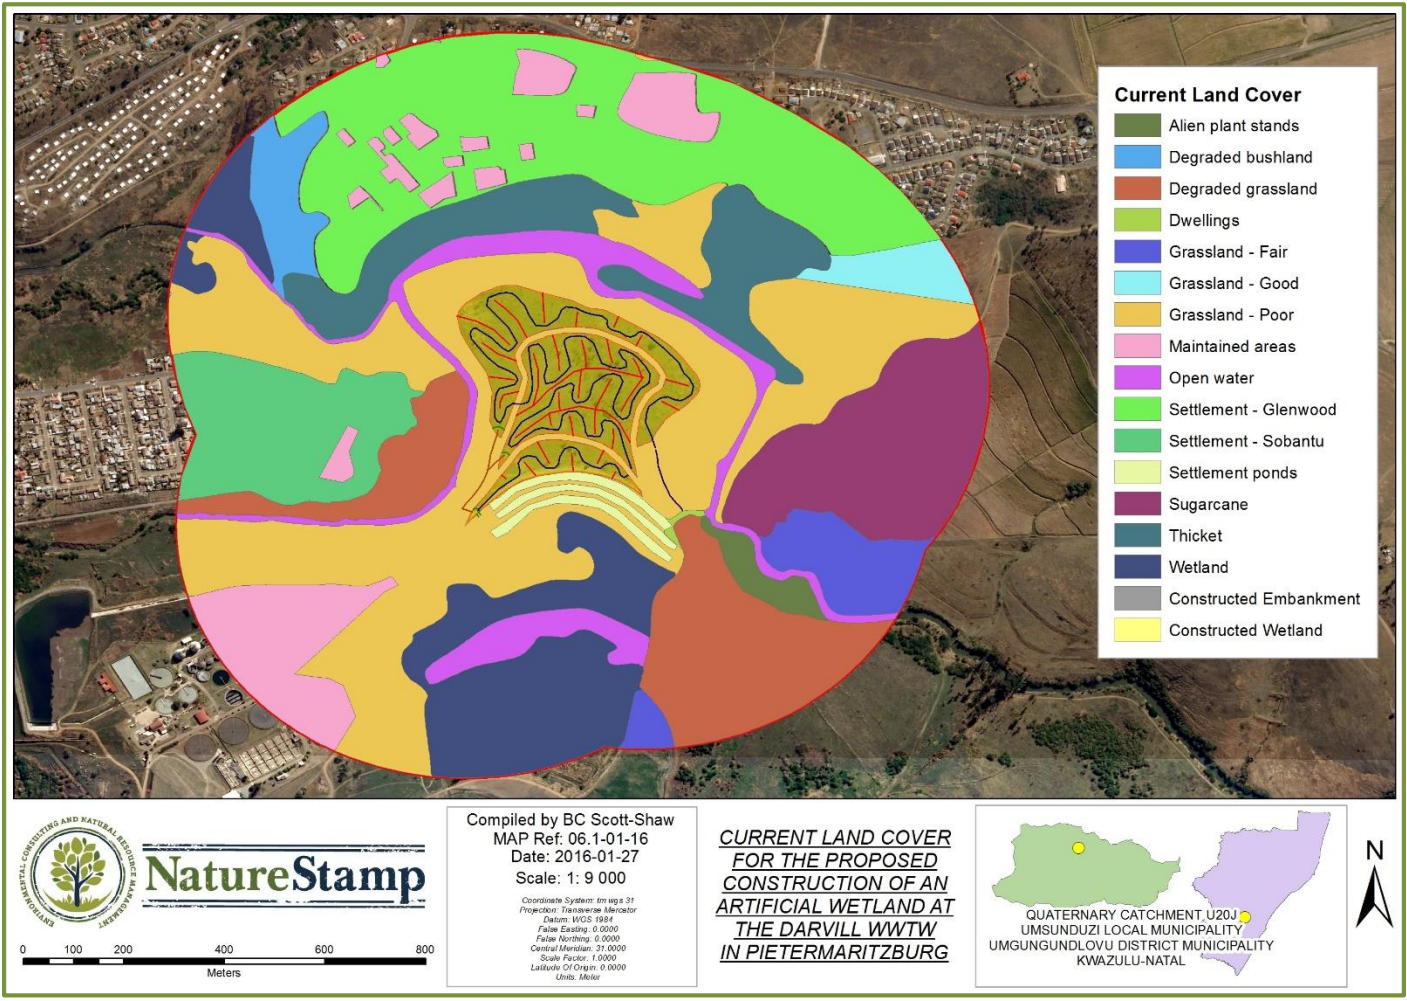 Current Land Cover
Alien plant stands
Degraded bushland
Degraded grassland
Dwellings
Grassland - Fair
Grassland - Good
Grassland - Poor
Maintained areas
Open water
Settlement - Glenwood
Settlement - Sobantu
Settlement ponds
Sugarcane
Thicket
Wetland
Constructed Embankment
Constructed Wetland
ENVIRONMENTAL CONSULTING AND NATURAL RESOURCE MANAGEMENT
NatureStamp
0 100 200 400 600 800
Meters
Compiled by BC Scott-Shaw
MAP Ref: 06.1-01-16
Date: 2016-01-27
Scale: 1: 9 000
Coordinate System: tm wgs 31
Projection: Transverse Mercator
Datum: WGS 1984
False Easting: 0.0000
False Northing: 0.0000
Central Meridian: 31.0000
Scale Factor: 1.0000
Latitude Of Origin: 0.0000
Units: Meter
CURRENT LAND COVER
FOR THE PROPOSED
CONSTRUCTION OF AN
ARTIFICIAL WETLAND AT
THE DARVILL WWTW
IN PIETERMARITZBURG
QUATERNARY CATCHMENT U20J
UMSUNDUZI LOCAL MUNICIPALITY
UMGUNGUNDLOVU DISTRICT MUNICIPALITY
KWAZULU-NATAL
N